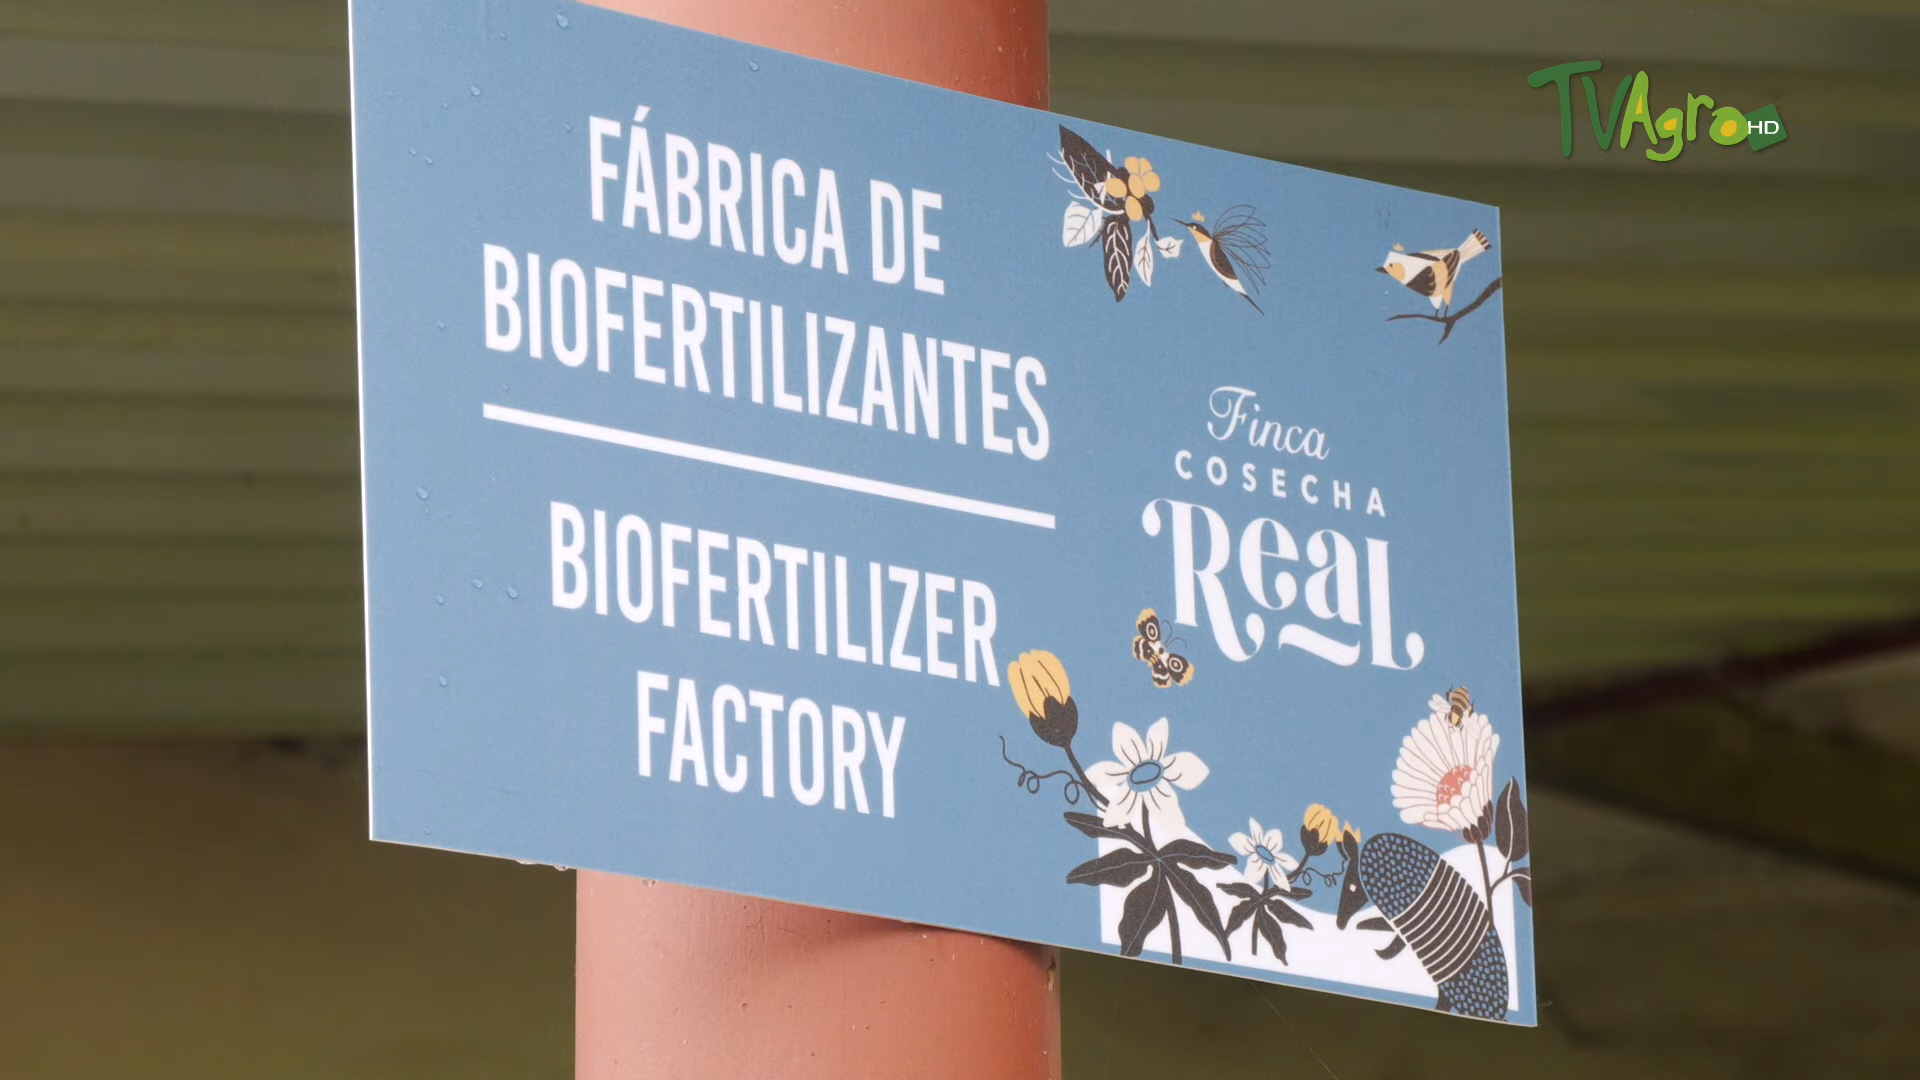 FÁBRICA DE
BIOFERTILIZANTES
BIOFERTILIZER
FACTORY
Finca
COSECHA
Real
TVAgro HD